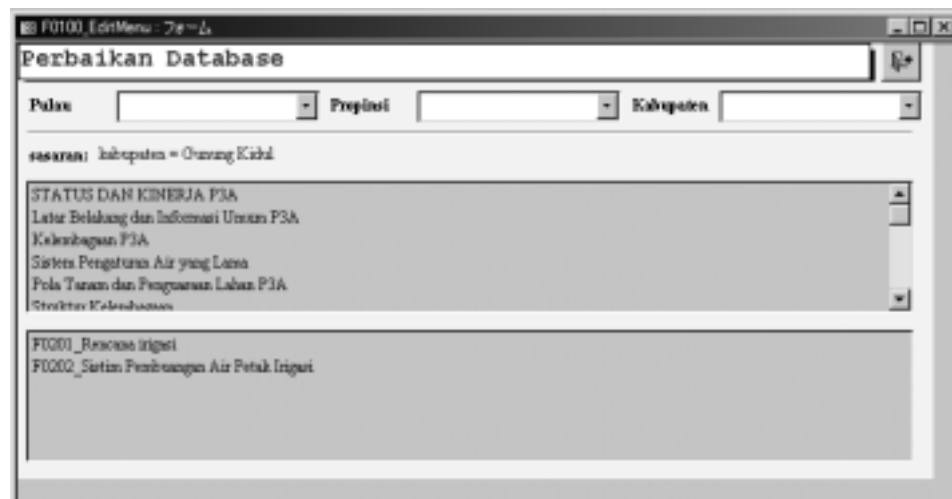 F0100_EditMenu : フォーム
Perbaikan Database
Pulau Propinsi Kabupaten
sasaran: kabupaten = Gunung Kidul
STATUS DAN KINERJA P3A
Latar Belakang dan Informasi Umum P3A
Kelembagaan P3A
Sistem Pengaturan Air yang Lama
Pola Tanam dan Penguasaan Lahan P3A
Struktur Kelembagaan
F0201_Rencana irigasi
F0202_Sistim Pembuangan Air Petak Irigasi